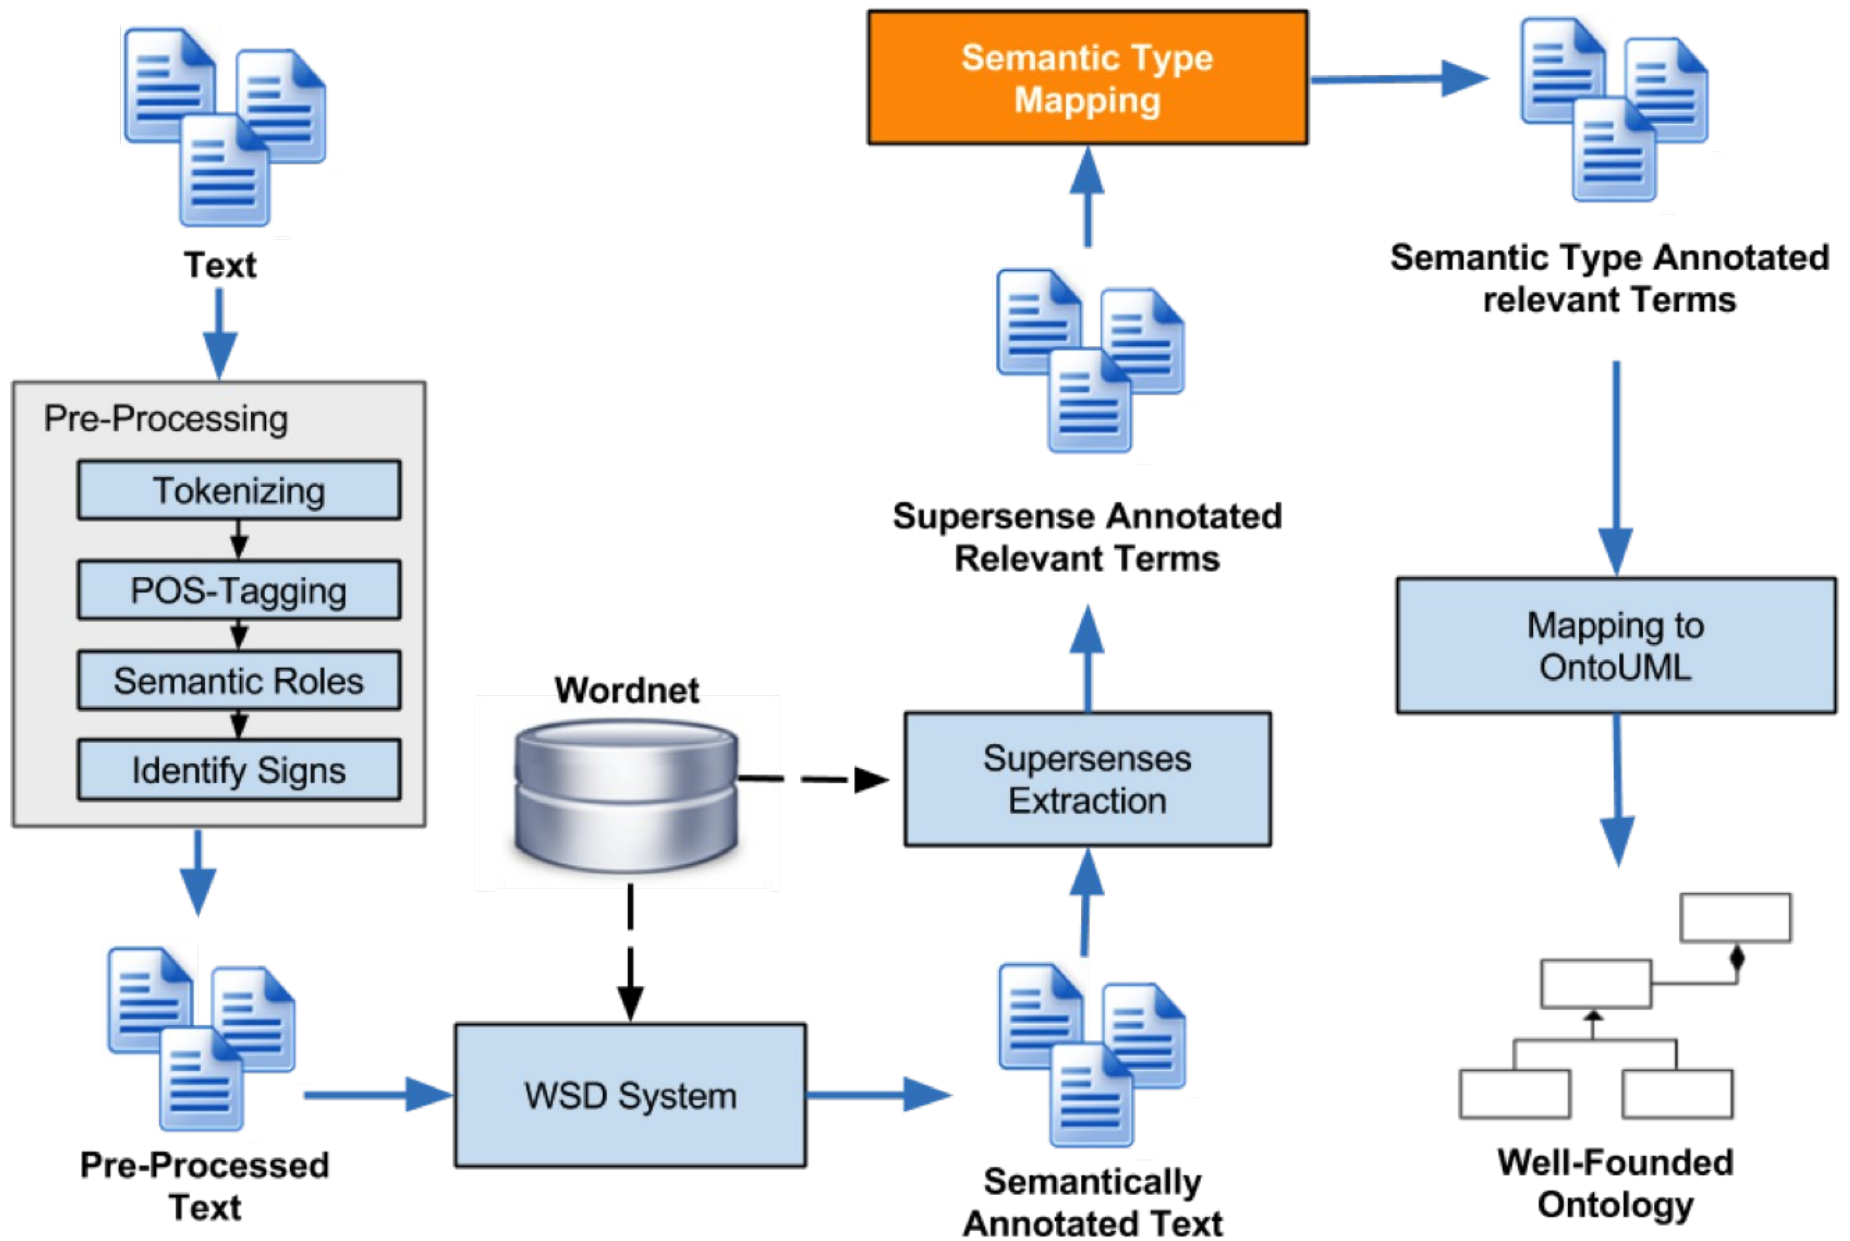 Text
Pre-Processing
Tokenizing
POS-Tagging
Semantic Roles
Identify Signs
Pre-Processed
Text
Wordnet
WSD System
Semantically
Annotated Text
Supersenses
Extraction
Supersense Annotated
Relevant Terms
Semantic Type
Mapping
Semantic Type Annotated
relevant Terms
Mapping to
OntoUML
Well-Founded
Ontology